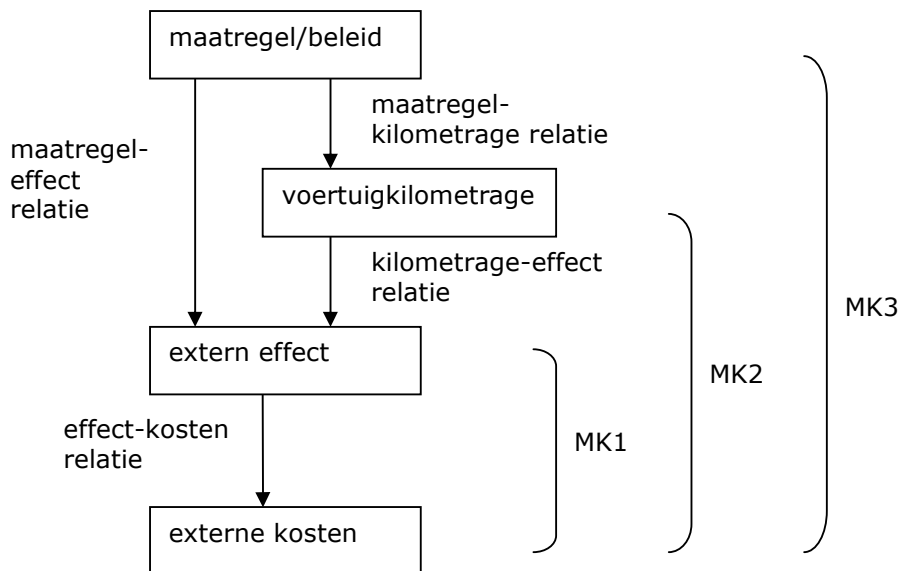 maatregel/beleid
maatregel-
kilometrage relatie
maatregel-
effect
relatie
voertuigkilometrage
kilometrage-effect
relatie
MK3
extern effect
MK2
effect-kosten
relatie
MK1
externe kosten